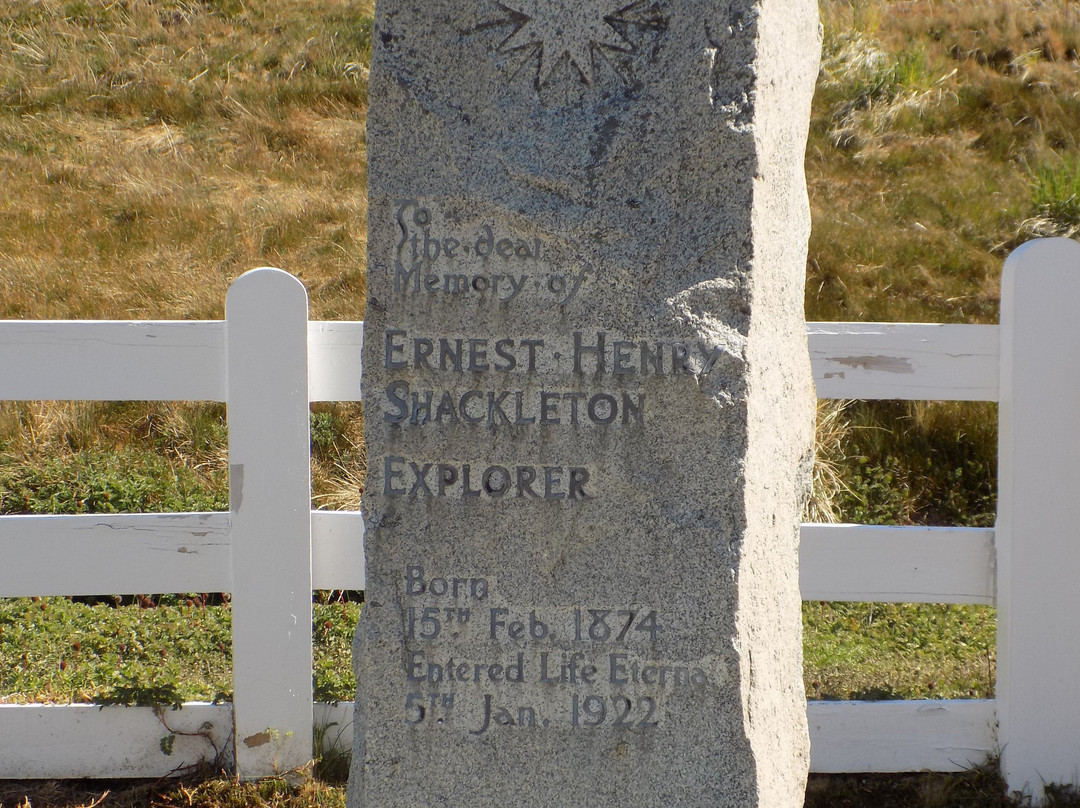 To
the·dear
Memory·of
ERNEST·HENRY
SHACKLETON
EXPLORER
Born
15TH Feb. 1874
Entered Life Eternal
5TH Jan. 1922